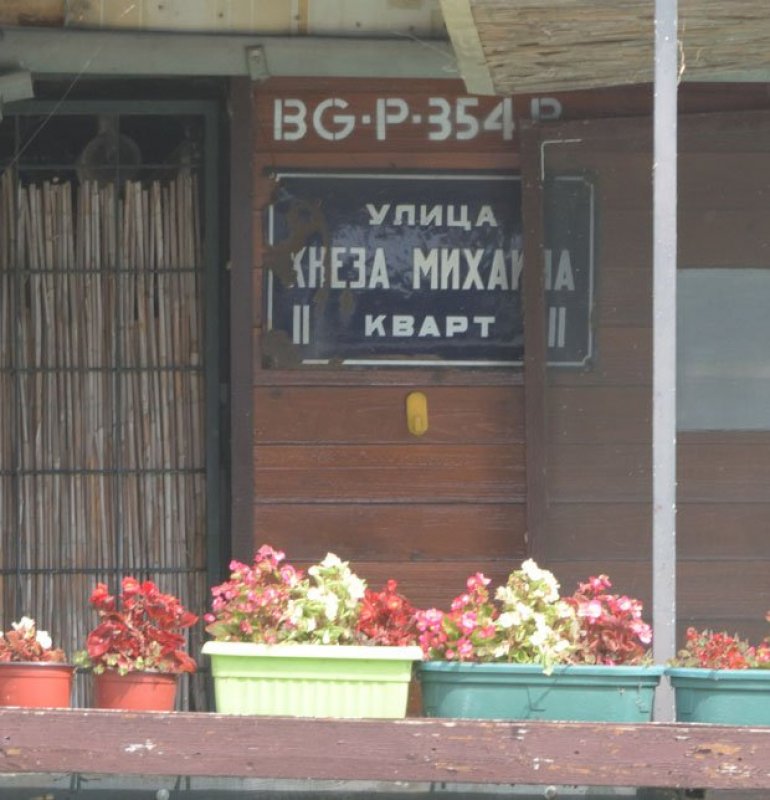 BG·P·354·P
УЛИЦА
КНЕЗА МИХАИЛА
II КВАРТ II